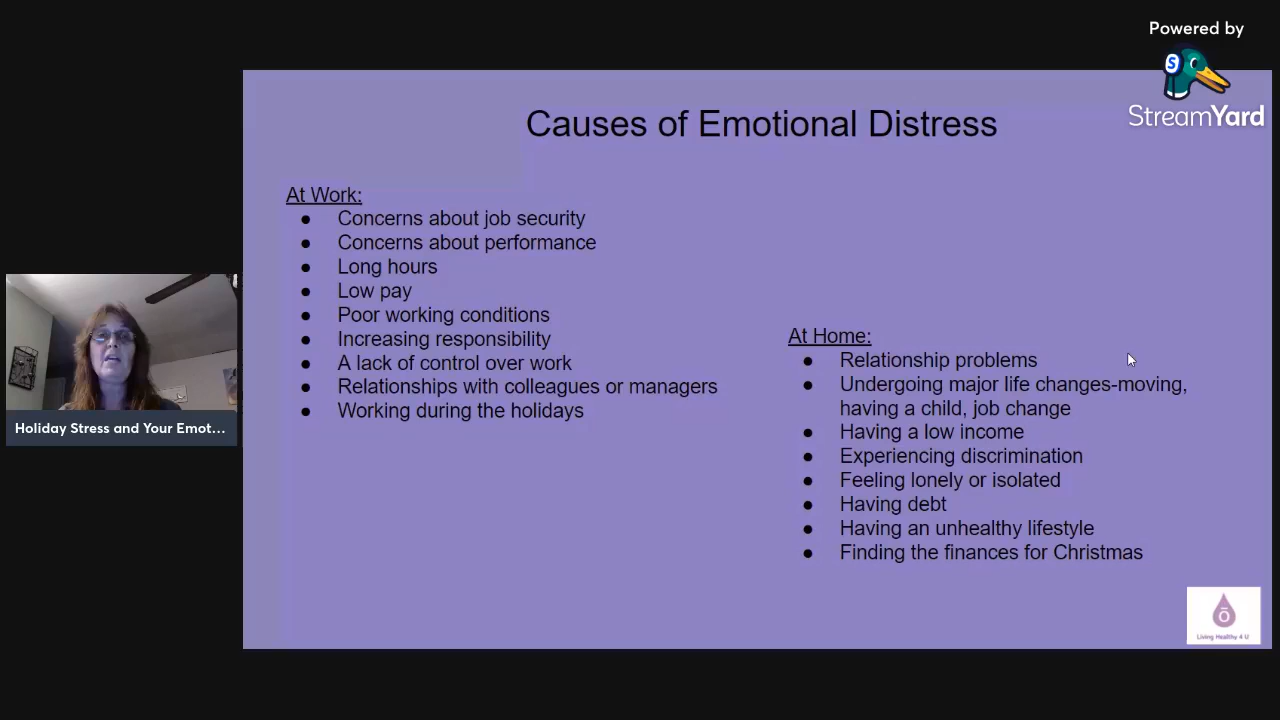 Powered by
StreamYard
Causes of Emotional Distress
At Work:
● Concerns about job security
● Concerns about performance
● Long hours
● Low pay
● Poor working conditions
● Increasing responsibility
● A lack of control over work
● Relationships with colleagues or managers
● Working during the holidays
At Home:
● Relationship problems
● Undergoing major life changes-moving,
having a child, job change
● Having a low income
● Experiencing discrimination
● Feeling lonely or isolated
● Having debt
● Having an unhealthy lifestyle
● Finding the finances for Christmas
Holiday Stress and Your Emot...
S
ō
Living Healthy 4 U